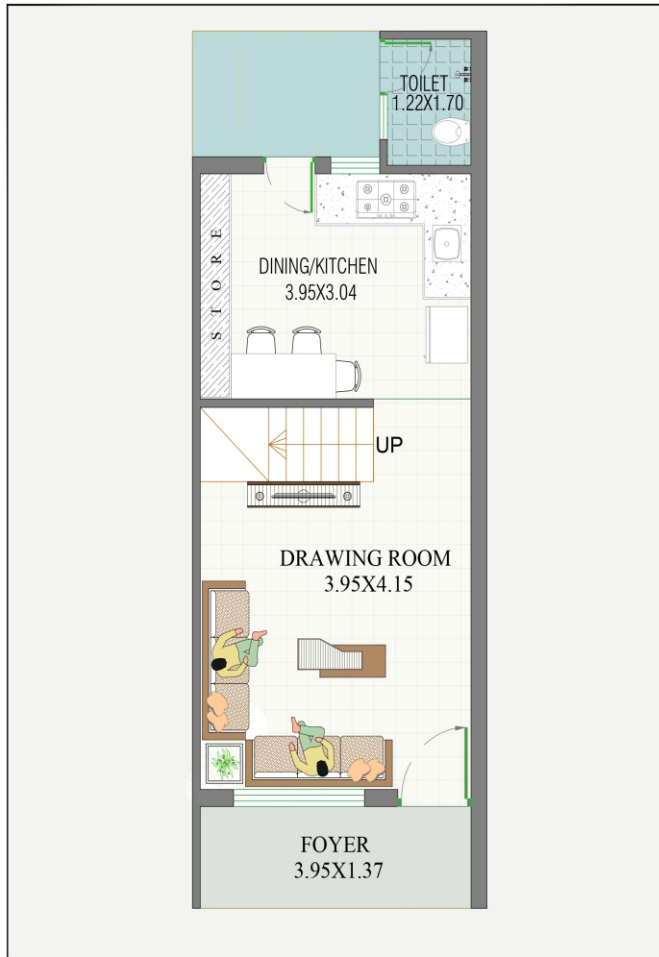 TOILET
1.22X1.70
DINING/KITCHEN
3.95X3.04
STORE
UP
DRAWING ROOM
3.95X4.15
FOYER
3.95X1.37